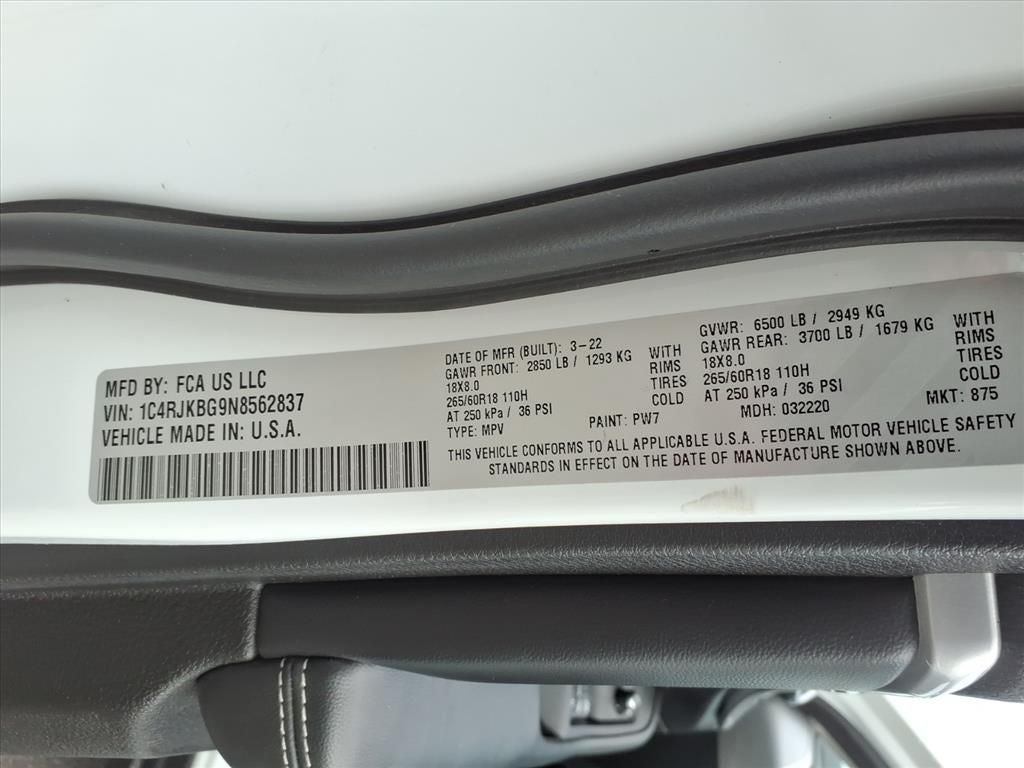 MFD BY: FCA US LLC
VIN: 1C4RJKBG9N8562837
VEHICLE MADE IN: U.S.A.
DATE OF MFR (BUILT): 3-22
GAWR FRONT: 2850 LB / 1293 KG WITH
18X8.0 RIMS
265/60R18 110H TIRES
AT 250 kPa / 36 PSI COLD
TYPE: MPV PAINT: PW7
GVWR: 6500 LB / 2949 KG
GAWR REAR: 3700 LB / 1679 KG WITH
18X8.0 RIMS
265/60R18 110H TIRES
AT 250 kPa / 36 PSI COLD
MDH: 032220 MKT: 875
THIS VEHICLE CONFORMS TO ALL APPLICABLE U.S.A. FEDERAL MOTOR VEHICLE SAFETY
STANDARDS IN EFFECT ON THE DATE OF MANUFACTURE SHOWN ABOVE.